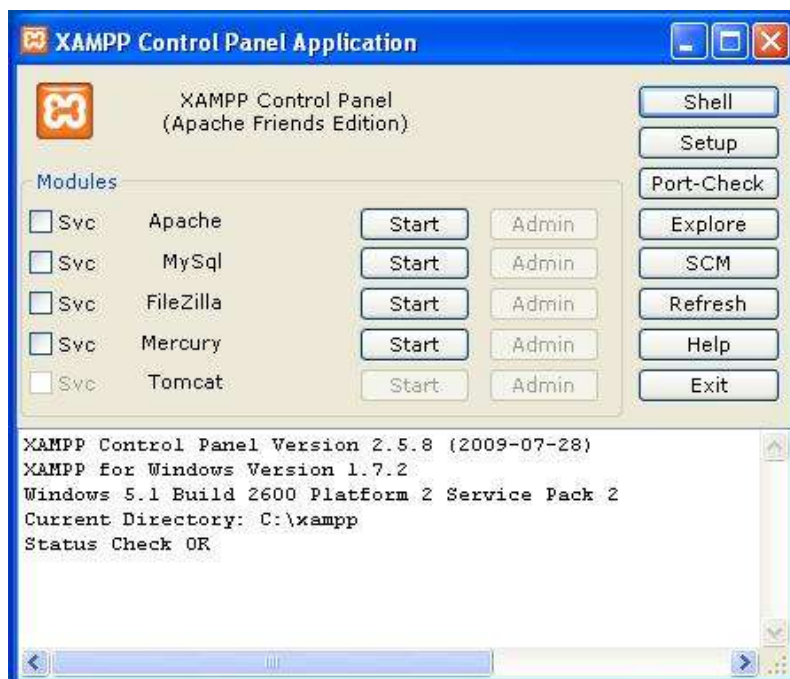 XAMPP Control Panel Application
XAMPP Control Panel
(Apache Friends Edition)
Shell
Setup
Port-Check
Explore
SCM
Refresh
Help
Exit
Modules
Svc Apache Start Admin
Svc MySql Start Admin
Svc FileZilla Start Admin
Svc Mercury Start Admin
Svc Tomcat Start Admin
XAMPP Control Panel Version 2.5.8 (2009-07-28)
XAMPP for Windows Version 1.7.2
Windows 5.1 Build 2600 Platform 2 Service Pack 2
Current Directory: C:\xampp
Status Check OK